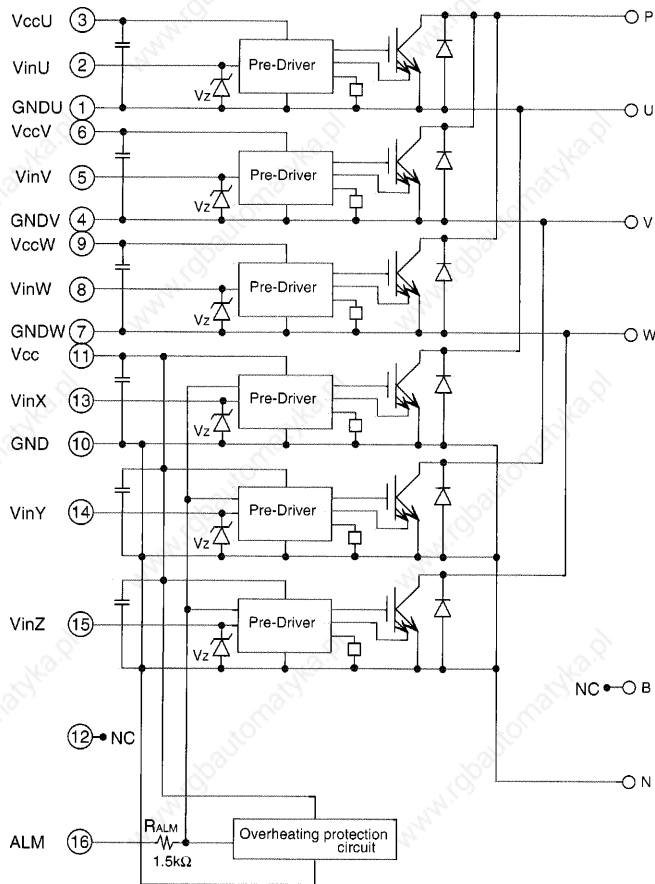 VccU 3
P
VinU 2
Pre-Driver
Vz
GNDU 1
U
VccV 6
VinV 5
Pre-Driver
Vz
GNDV 4
V
VccW 9
VinW 8
Pre-Driver
Vz
GNDW 7
W
Vcc 11
VinX 13
Pre-Driver
Vz
GND 10
VinY 14
Pre-Driver
Vz
VinZ 15
Pre-Driver
Vz
NC B
12 NC
N
ALM 16
RALM
1.5kΩ
Overheating protection
circuit
www.rgbautomatyka.pl